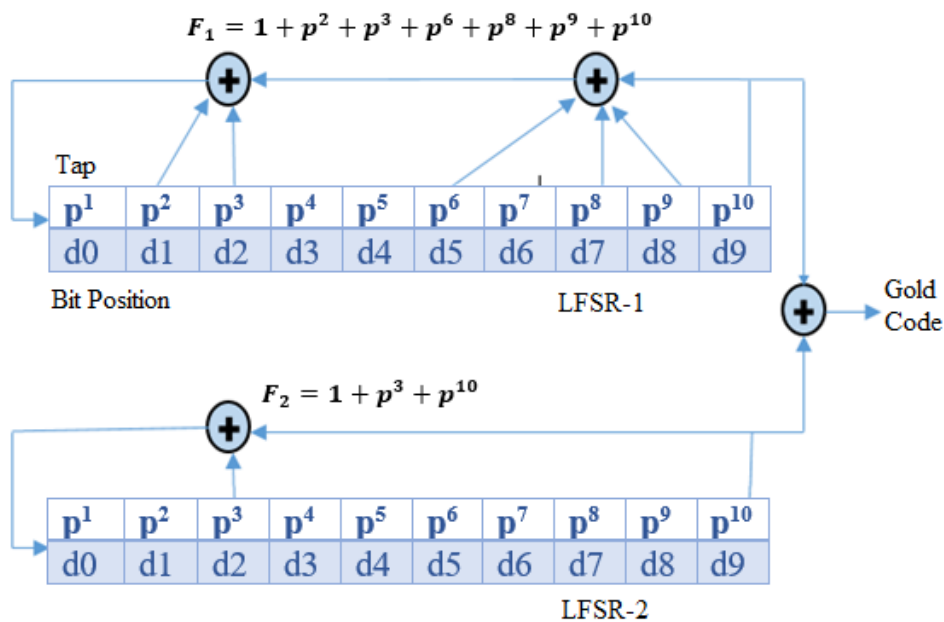 F₁ = 1 + p² + p³ + p⁶ + p⁸ + p⁹ + p¹⁰
+ +
Tap
p¹ p² p³ p⁴ p⁵ p⁶ p⁷ p⁸ p⁹ p¹⁰
d0 d1 d2 d3 d4 d5 d6 d7 d8 d9
Bit Position LFSR-1
+ Gold
Code
F₂ = 1 + p³ + p¹⁰
+
p¹ p² p³ p⁴ p⁵ p⁶ p⁷ p⁸ p⁹ p¹⁰
d0 d1 d2 d3 d4 d5 d6 d7 d8 d9
LFSR-2